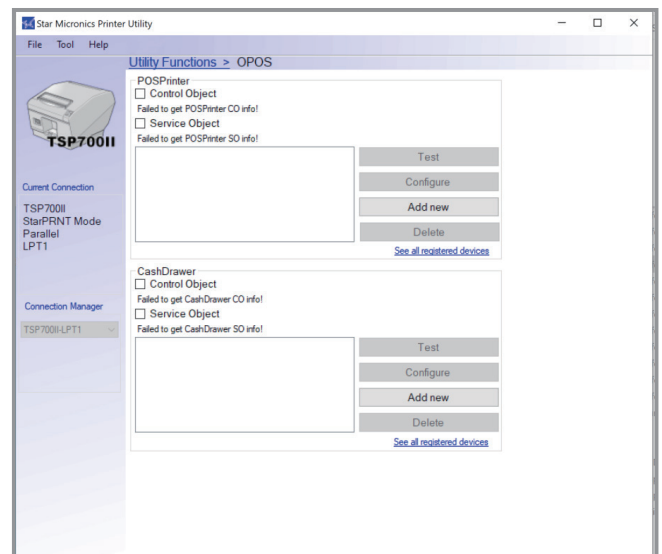 Star Micronics Printer Utility
File Tool Help
Utility Functions > OPOS
TSP700II
Current Connection
TSP700II
StarPRNT Mode
Parallel
LPT1
Connection Manager
TSP700II-LPT1
POSPrinter
Control Object
Failed to get POSPrinter CO info!
Service Object
Failed to get POSPrinter SO info!
Test
Configure
Add new
Delete
See all registered devices
CashDrawer
Control Object
Failed to get CashDrawer CO info!
Service Object
Failed to get CashDrawer SO info!
Test
Configure
Add new
Delete
See all registered devices